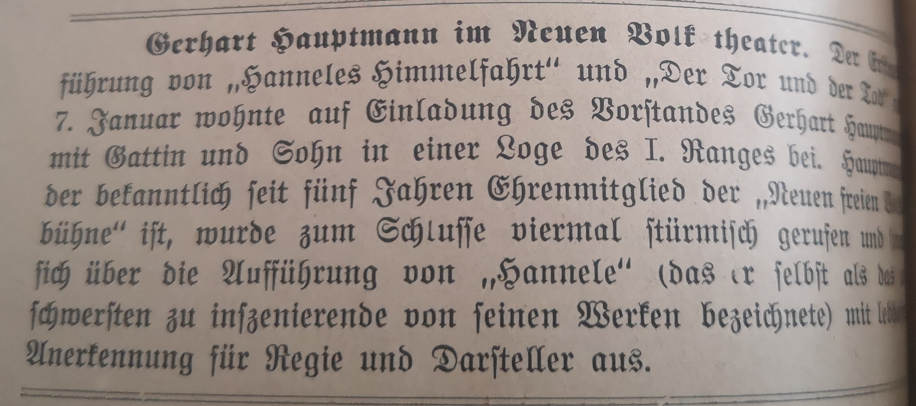 Gerhart Hauptmann im Neuen Volk theater. Der
führung von „Hanneles Himmelfahrt“ und „Der Tor und der Tod“
7. Januar wohnte auf Einladung des Vorſtandes Gerhart
mit Gattin und Sohn in einer Loge des I. Ranges bei.
der bekanntlich ſeit fünf Jahren Ehrenmitglied der „Neuen freien
bühne“ iſt, wurde zum Schluſſe viermal ſtürmiſch gerufen und
ſich über die Aufführung von „Hannele“ (das er ſelbſt als das
ſchwerſten zu inſzenierende von ſeinen Werken bezeichnete) mit
Anerkennung für Regie und Darſteller aus.